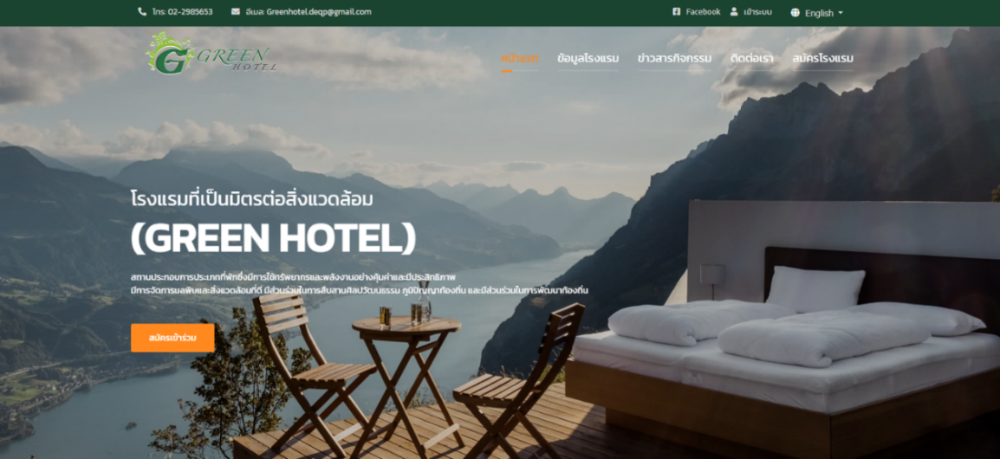 โทร: 02-2985653
อีเมล: Greenhotel.deqp@gmail.com
Facebook
เข้าระบบ
English
GREEN
HOTEL
หน้าแรก
ข้อมูลโรงแรม
ข่าวสารกิจกรรม
ติดต่อเรา
สมัครโรงแรม
โรงแรมที่เป็นมิตรต่อสิ่งแวดล้อม
(GREEN HOTEL)
สถานประกอบการประเภทที่พักซึ่งมีการใช้ทรัพยากรและพลังงานอย่างคุ้มค่าและมีประสิทธิภาพ
มีการจัดการมลพิษและสิ่งแวดล้อมที่ดี มีส่วนร่วมในการสืบสานศิลปวัฒนธรรม ภูมิปัญญาท้องถิ่น และมีส่วนร่วมในการพัฒนาท้องถิ่น
สมัครเข้าร่วม